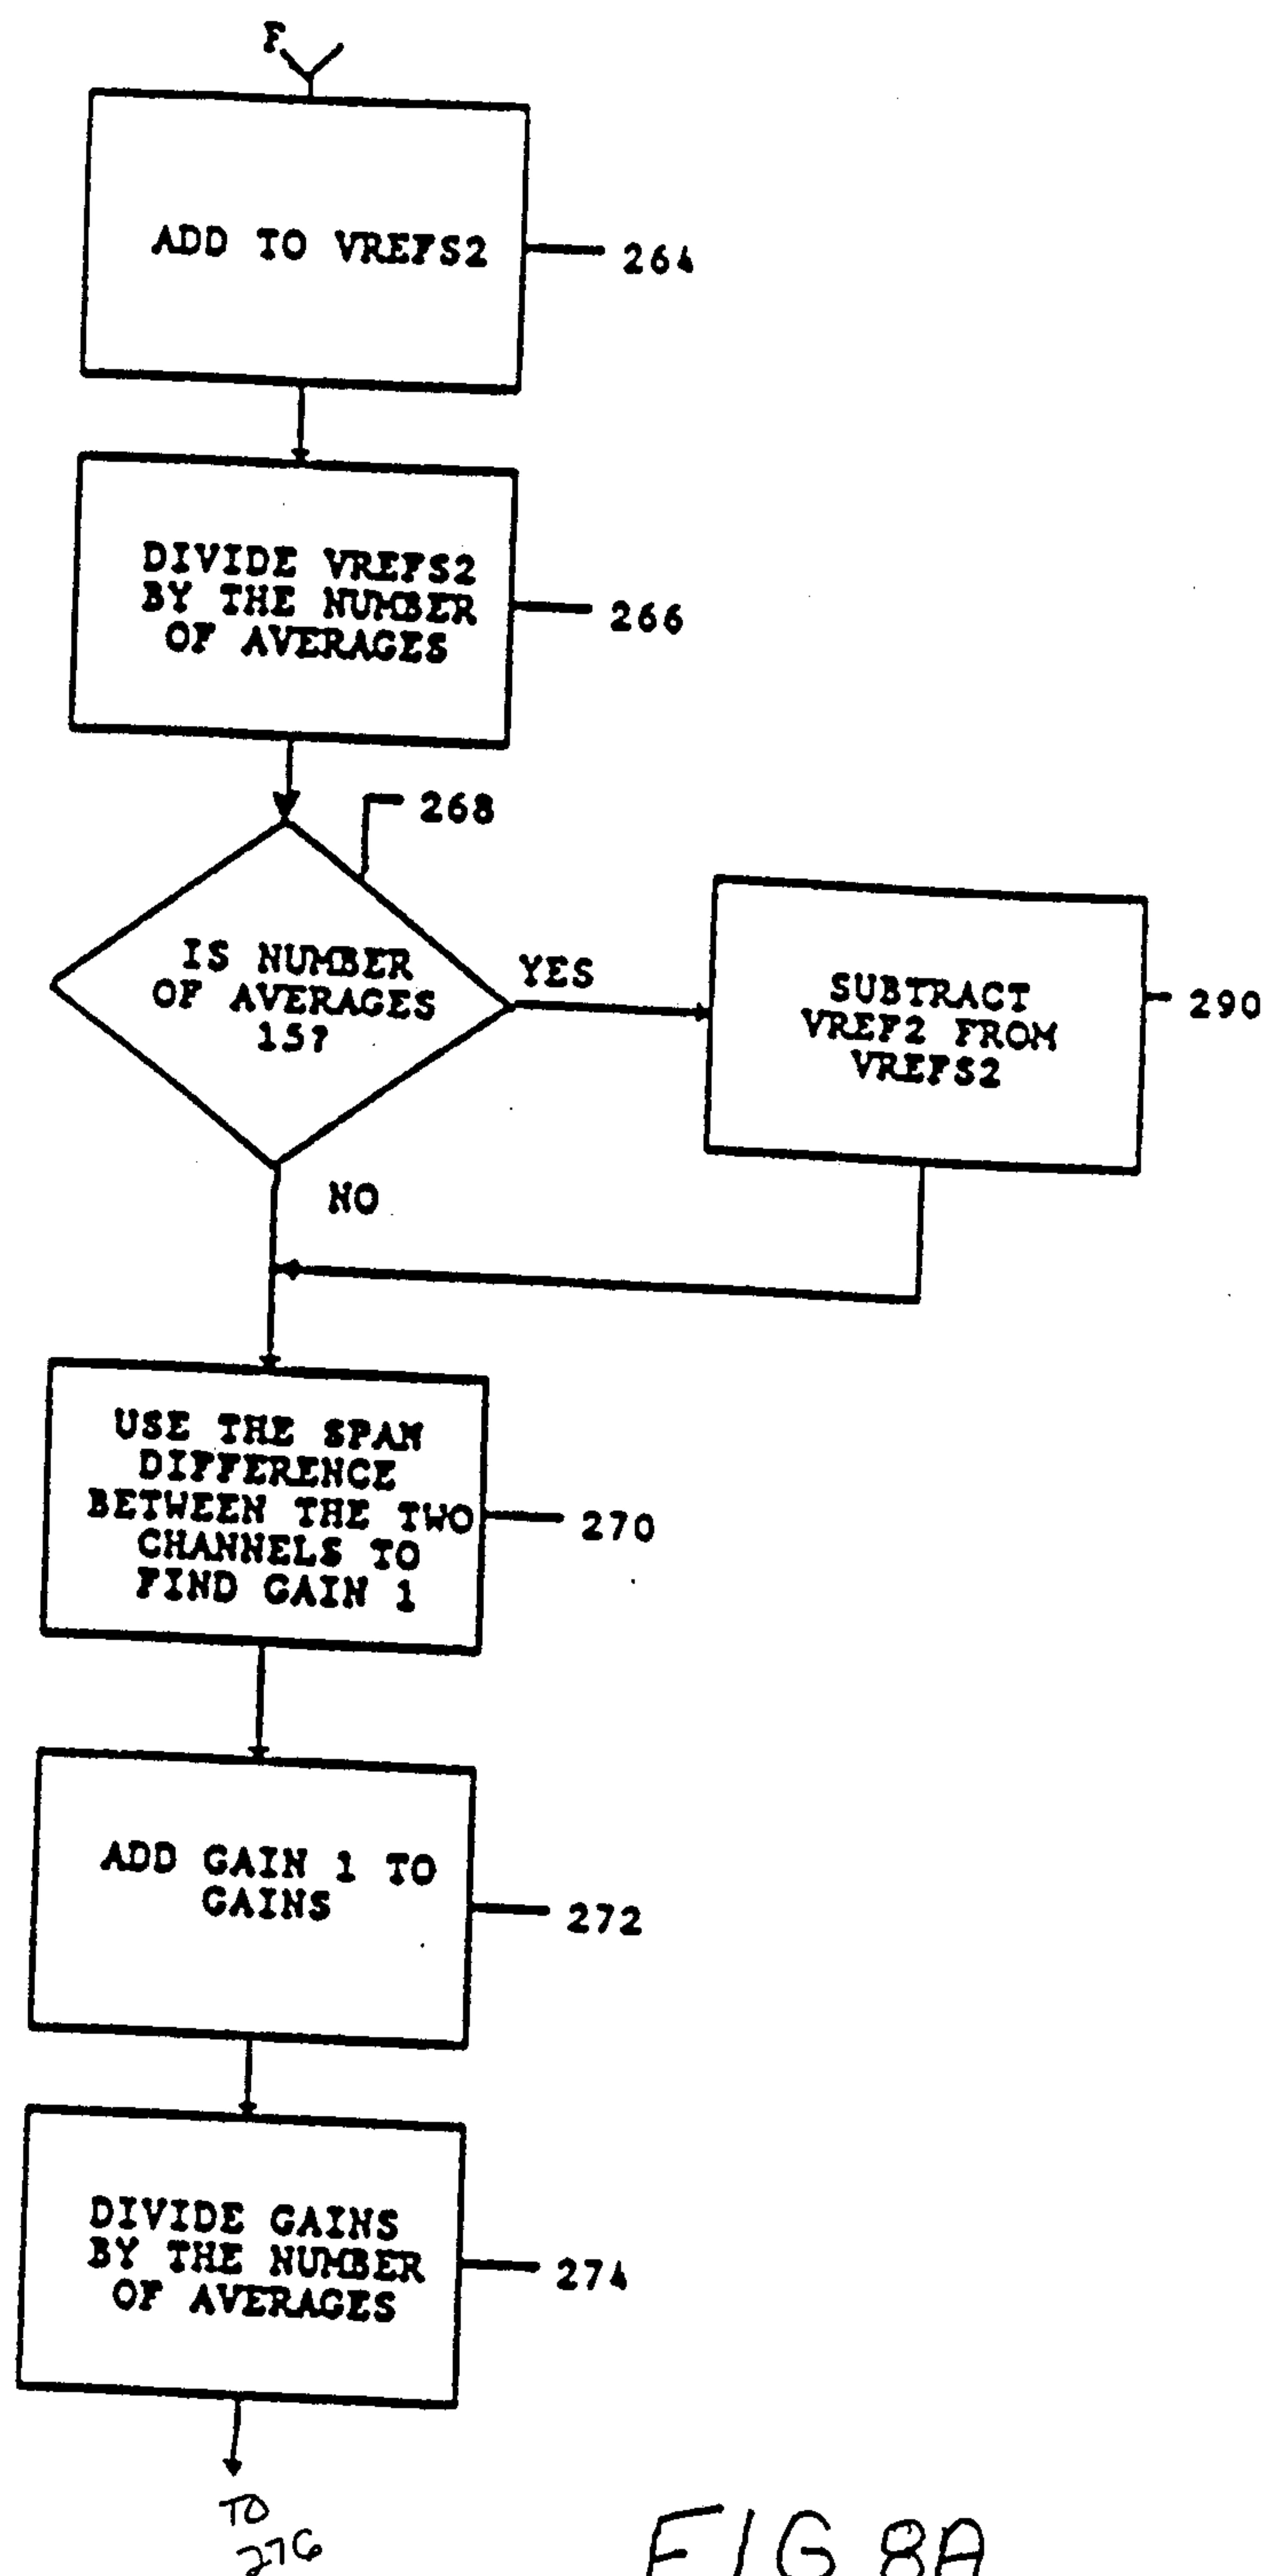 F
ADD TO VREFS2
264
DIVIDE VREFS2
BY THE NUMBER
OF AVERAGES
266
268
IS NUMBER
OF AVERAGES
15?
YES
SUBTRACT
VREF2 FROM
VREFS2
290
NO
USE THE SPAN
DIFFERENCE
BETWEEN THE TWO
CHANNELS TO
FIND GAIN 1
270
ADD GAIN 1 TO
GAINS
272
DIVIDE GAINS
BY THE NUMBER
OF AVERAGES
274
TO
276
FIG 8A